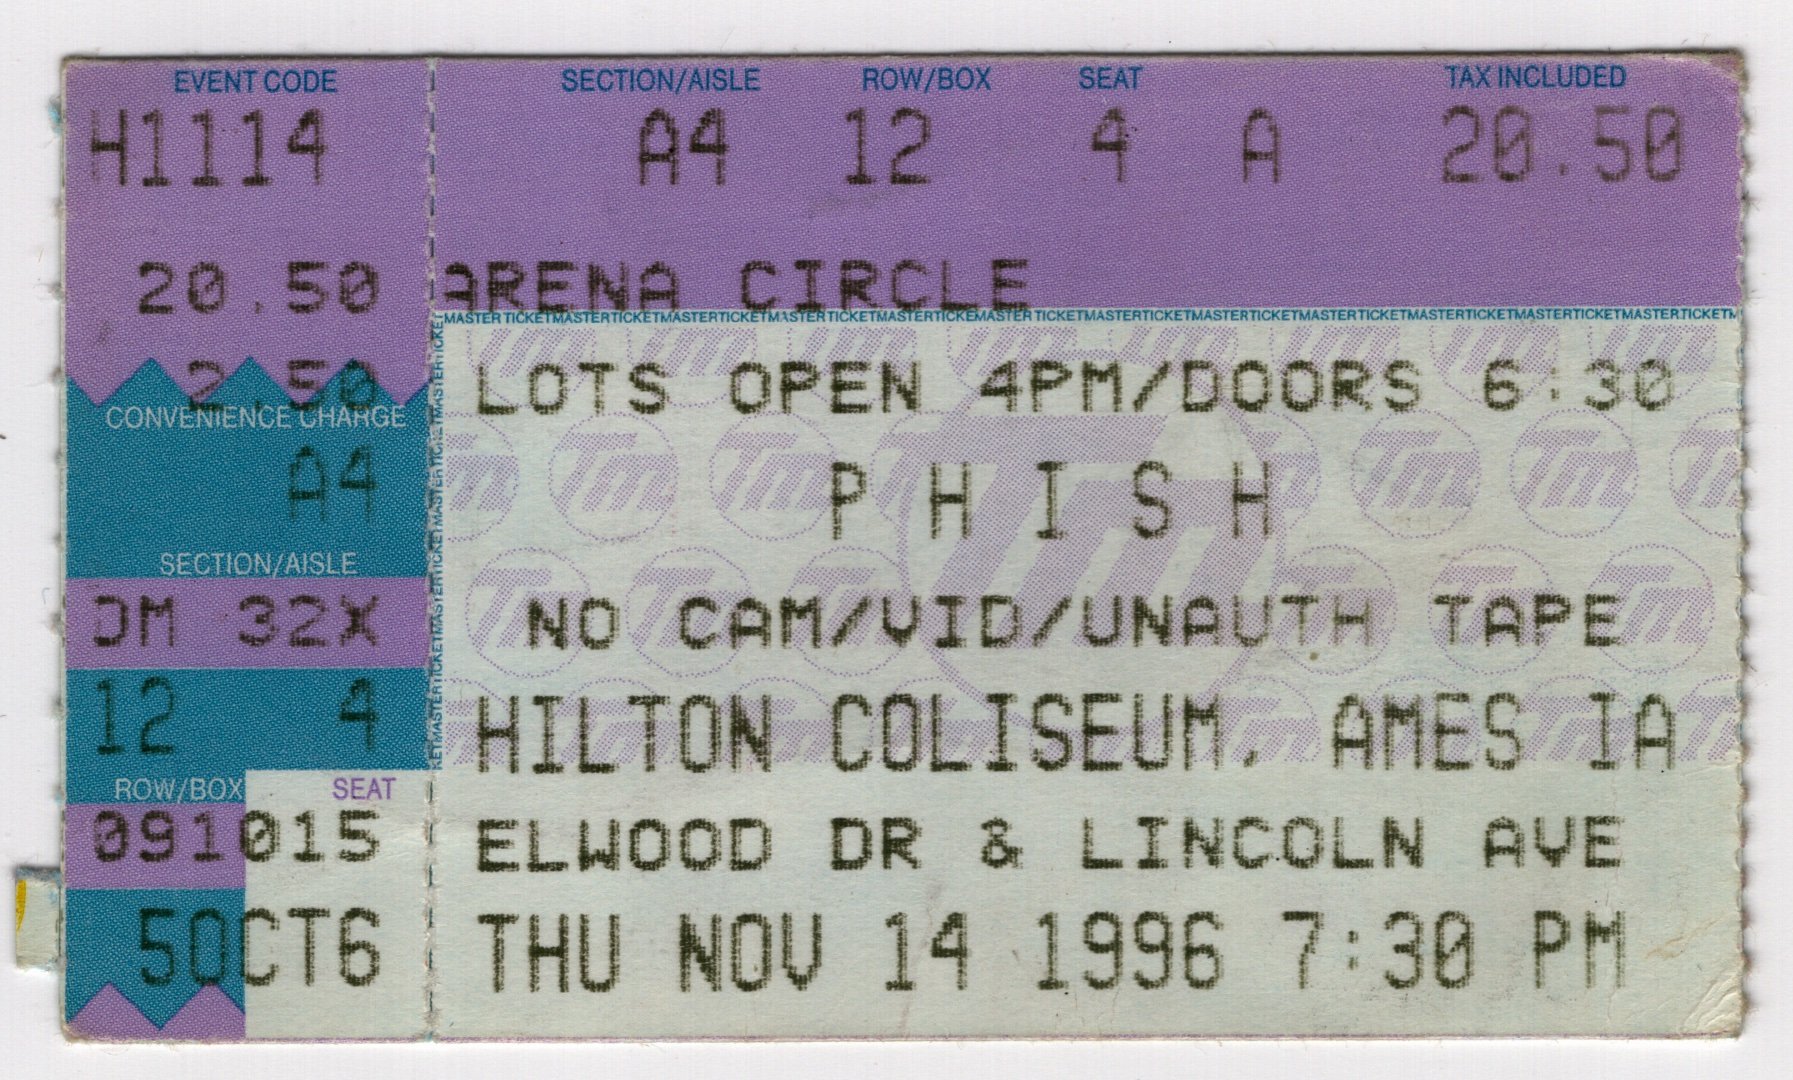 EVENT CODE
H1114
20.50
2.50
CONVENIENCE CHARGE
A4
SECTION/AISLE
OM 32X
12 4
ROW/BOX SEAT
091015
5OCT6
SECTION/AISLE ROW/BOX SEAT TAX INCLUDED
A4 12 4 A 20.50
ARENA CIRCLE
MASTERTICKETMASTERTICKETMASTERTICKETMASTERTICKETMASTERTICKETMASTERTICKETMASTERTICKETMASTERTICKETMASTERTICKETMASTERTICKETMASTERTICKETM
LOTS OPEN 4PM/DOORS 6:30
PHISH
NO CAM/VID/UNAUTH TAPE
HILTON COLISEUM, AMES IA
ELWOOD DR & LINCOLN AVE
THU NOV 14 1996 7:30 PM